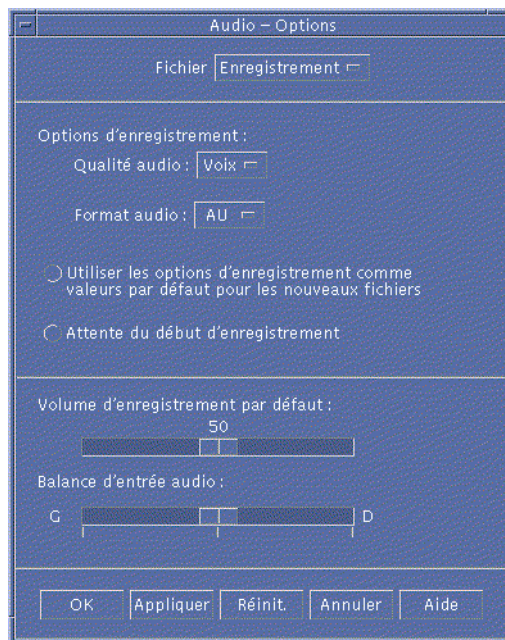 Audio – Options
Fichier Enregistrement
Options d'enregistrement :
Qualité audio : Voix
Format audio : AU
Utiliser les options d'enregistrement comme
valeurs par défaut pour les nouveaux fichiers
Attente du début d'enregistrement
Volume d'enregistrement par défaut :
50
Balance d'entrée audio :
G D
OK Appliquer Réinit. Annuler Aide